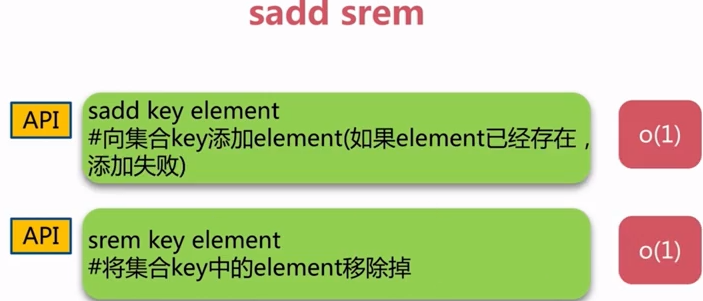 sadd srem
API
sadd key element
#向集合key添加element(如果element已经存在，
添加失败)
o(1)
API
srem key element
#将集合key中的element移除掉
o(1)